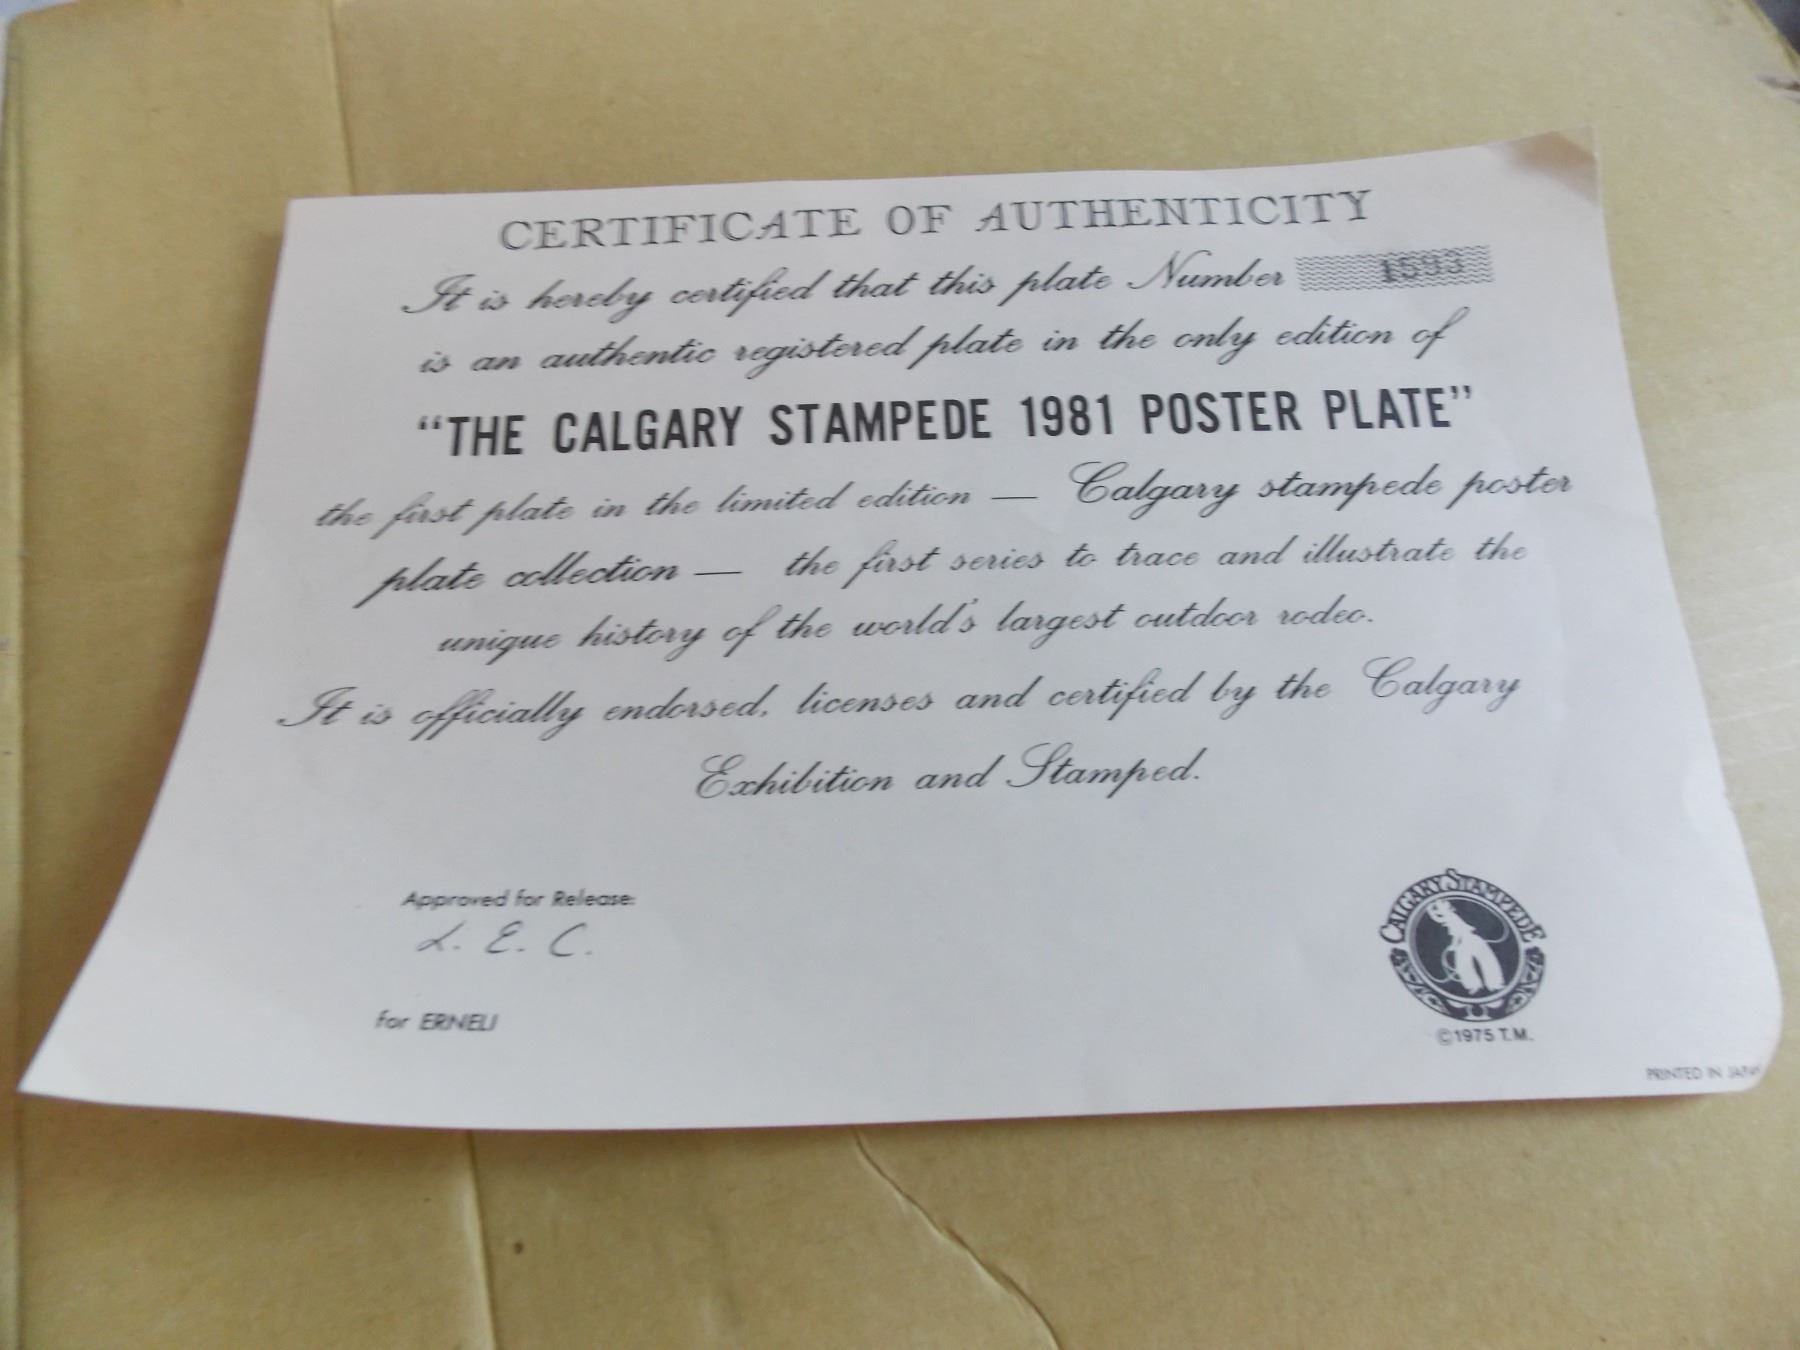 CERTIFICATE OF AUTHENTICITY
It is hereby certified that this plate Number 1593
is an authentic registered plate in the only edition of
"THE CALGARY STAMPEDE 1981 POSTER PLATE"
the first plate in the limited edition — Calgary stampede poster
plate collection — the first series to trace and illustrate the
unique history of the world's largest outdoor rodeo.
It is officially endorsed, licenses and certified by the Calgary
Exhibition and Stamped.
Approved for Release:
L. E. C.
for ERNELI
CALGARY STAMPEDE
©1975 T.M.
PRINTED IN JAPAN